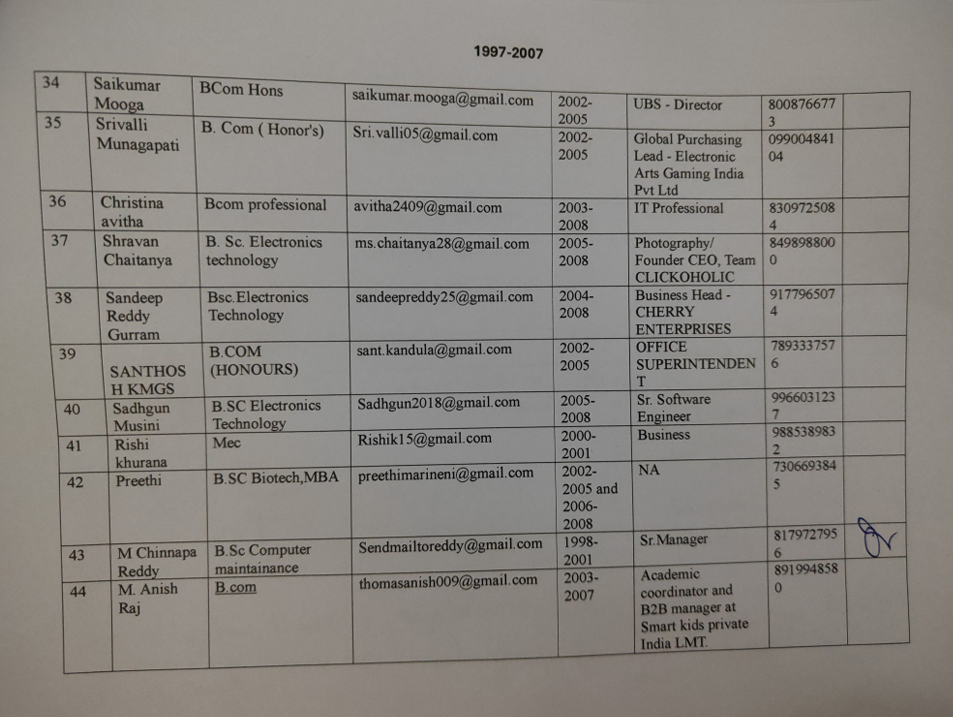 1997-2007
34 Saikumar Mooga BCom Hons saikumar.mooga@gmail.com 2002-2005 UBS - Director 8008766773
35 Srivalli Munagapati B. Com ( Honor's) Sri.valli05@gmail.com 2002-2005 Global Purchasing Lead - Electronic Arts Gaming India Pvt Ltd 09900484104
36 Christina avitha Bcom professional avitha2409@gmail.com 2003-2008 IT Professional 8309725084
37 Shravan Chaitanya B. Sc. Electronics technology ms.chaitanya28@gmail.com 2005-2008 Photography/ Founder CEO, Team CLICKOHOLIC 8498988000
38 Sandeep Reddy Gurram Bsc.Electronics Technology sandeepreddy25@gmail.com 2004-2008 Business Head - CHERRY ENTERPRISES 9177965074
39 SANTHOSH KMGS B.COM (HONOURS) sant.kandula@gmail.com 2002-2005 OFFICE SUPERINTENDENT 7893337576
40 Sadhgun Musini B.SC Electronics Technology Sadhgun2018@gmail.com 2005-2008 Sr. Software Engineer 9966031237
41 Rishi khurana Mec Rishik15@gmail.com 2000-2001 Business 9885389832
42 Preethi B.SC Biotech,MBA preethimarineni@gmail.com 2002-2005 and 2006-2008 NA 7306693845
43 M Chinnapa Reddy B.Sc Computer maintainance Sendmailtoreddy@gmail.com 1998-2001 Sr.Manager 8179727956
44 M. Anish Raj B.com thomasanish009@gmail.com 2003-2007 Academic coordinator and B2B manager at Smart kids private India LMT. 8919948580